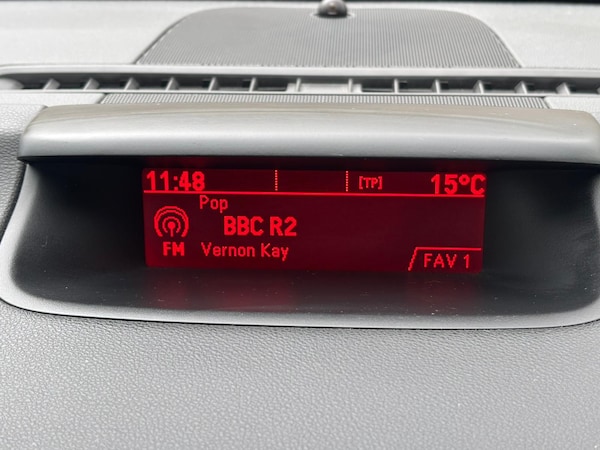 11:48 [TP] 15°C
Pop
BBC R2
FM Vernon Kay
FAV 1